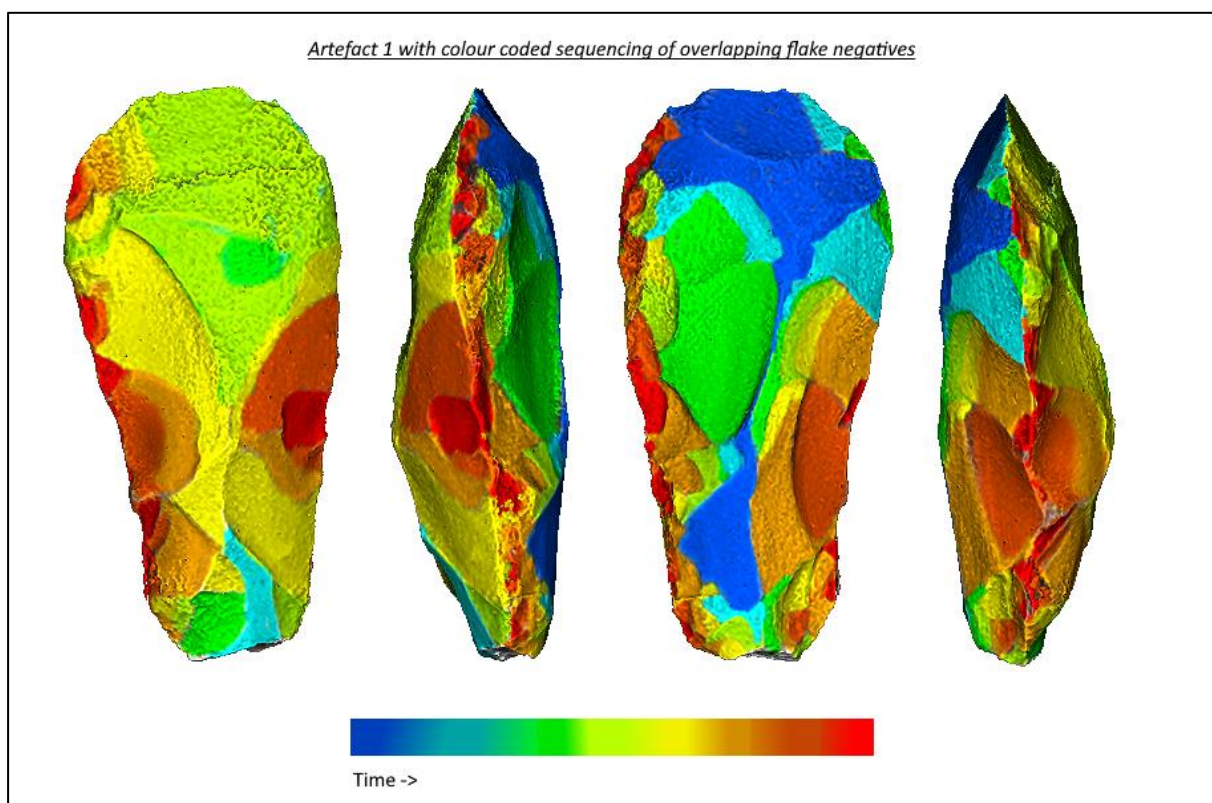 Artefact 1 with colour coded sequencing of overlapping flake negatives
Time ->